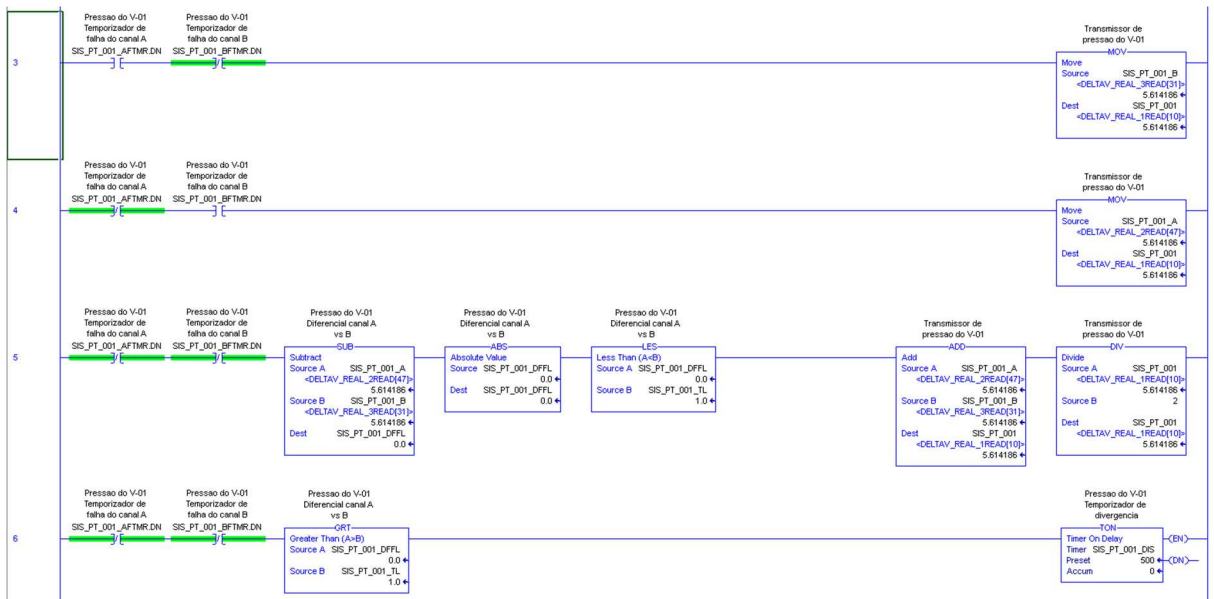 Pressao do V-01
Temporizador de
falha do canal A
SIS_PT_001_AFTMR.DN
Pressao do V-01
Temporizador de
falha do canal B
SIS_PT_001_BFTMR.DN
Transmissor de
pressao do V-01
MOV
3
Move
Source SIS_PT_001_B
<DELTAV_REAL_3READ[31]>
5.614186
Dest SIS_PT_001
<DELTAV_REAL_1READ[10]>
5.614186
Pressao do V-01
Temporizador de
falha do canal A
SIS_PT_001_AFTMR.DN
Pressao do V-01
Temporizador de
falha do canal B
SIS_PT_001_BFTMR.DN
Transmissor de
pressao do V-01
MOV
4
Move
Source SIS_PT_001_A
<DELTAV_REAL_2READ[47]>
5.614186
Dest SIS_PT_001
<DELTAV_REAL_1READ[10]>
5.614186
Pressao do V-01
Temporizador de
falha do canal A
SIS_PT_001_AFTMR.DN
Pressao do V-01
Temporizador de
falha do canal B
SIS_PT_001_BFTMR.DN
Pressao do V-01
Diferencial canal A
vs B
SUB
5
Subtract
Source A SIS_PT_001_A
<DELTAV_REAL_2READ[47]>
5.614186
Source B SIS_PT_001_B
<DELTAV_REAL_3READ[31]>
5.614186
Dest SIS_PT_001_DFFL
0.0
Pressao do V-01
Diferencial canal A
vs B
ABS
Absolute Value
Source SIS_PT_001_DFFL
0.0
Dest SIS_PT_001_DFFL
0.0
Pressao do V-01
Diferencial canal A
vs B
LES
Less Than (A<B)
Source A SIS_PT_001_DFFL
0.0
Source B SIS_PT_001_TL
1.0
Transmissor de
pressao do V-01
ADD
Add
Source A SIS_PT_001_A
<DELTAV_REAL_2READ[47]>
5.614186
Source B SIS_PT_001_B
<DELTAV_REAL_3READ[31]>
5.614186
Dest SIS_PT_001
<DELTAV_REAL_1READ[10]>
5.614186
Transmissor de
pressao do V-01
DIV
Divide
Source A SIS_PT_001
<DELTAV_REAL_1READ[10]>
5.614186
Source B 2
Dest SIS_PT_001
<DELTAV_REAL_1READ[10]>
5.614186
Pressao do V-01
Temporizador de
falha do canal A
SIS_PT_001_AFTMR.DN
Pressao do V-01
Temporizador de
falha do canal B
SIS_PT_001_BFTMR.DN
Pressao do V-01
Diferencial canal A
vs B
GRT
6
Greater Than (A>B)
Source A SIS_PT_001_DFFL
0.0
Source B SIS_PT_001_TL
1.0
Pressao do V-01
Temporizador de
divergencia
TON
Timer On Delay
Timer SIS_PT_001_DIS
Preset 500
Accum 0
EN
DN